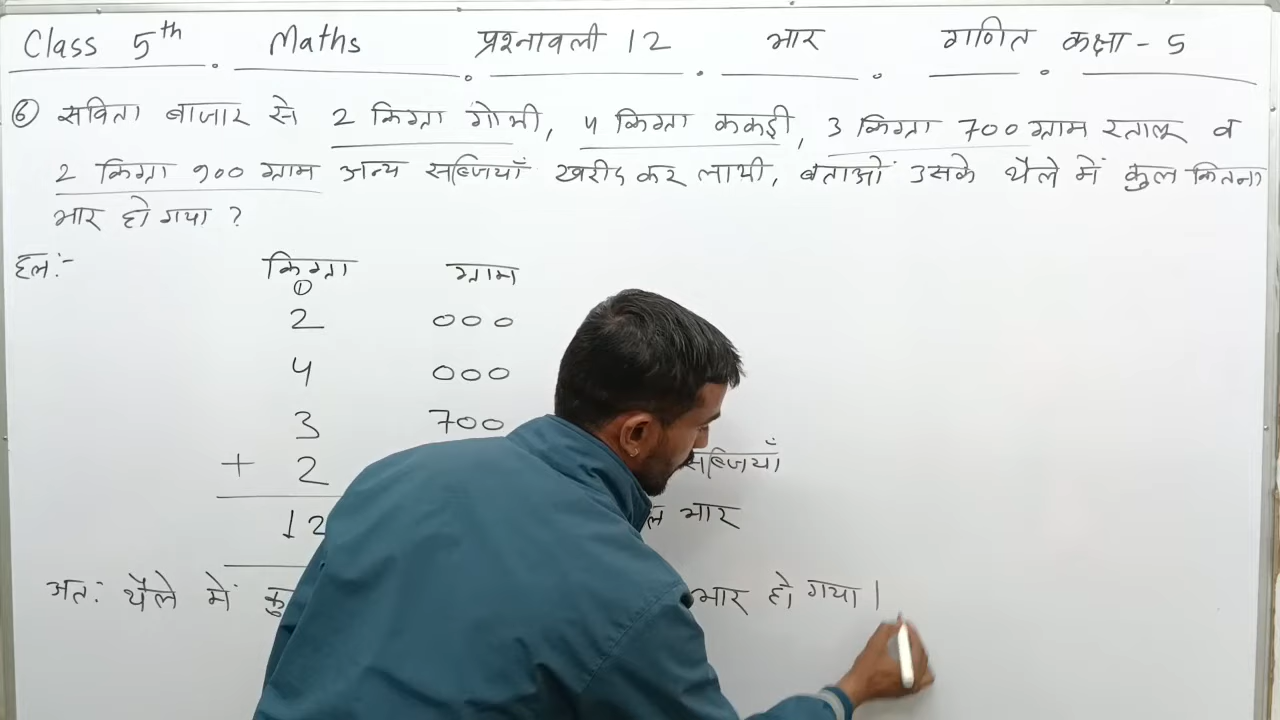 Class 5th . Maths . प्रश्नावली 12 . भार . गणित . कक्षा - 5
⑥ सविता बाजार से 2 किग्रा गोभी, 4 किग्रा ककड़ी, 3 किग्रा 700 ग्राम रतालू व
2 किग्रा 900 ग्राम अन्य सब्जियाँ खरीद कर लायी, बताओं उसके थैले में कुल कितना
भार हो गया ?
हलः- किग्रा ग्राम
①
2 000
4 000
3 700
+ 2 सब्जियाँ
12 भार
अतः थैले में भार हो गया |